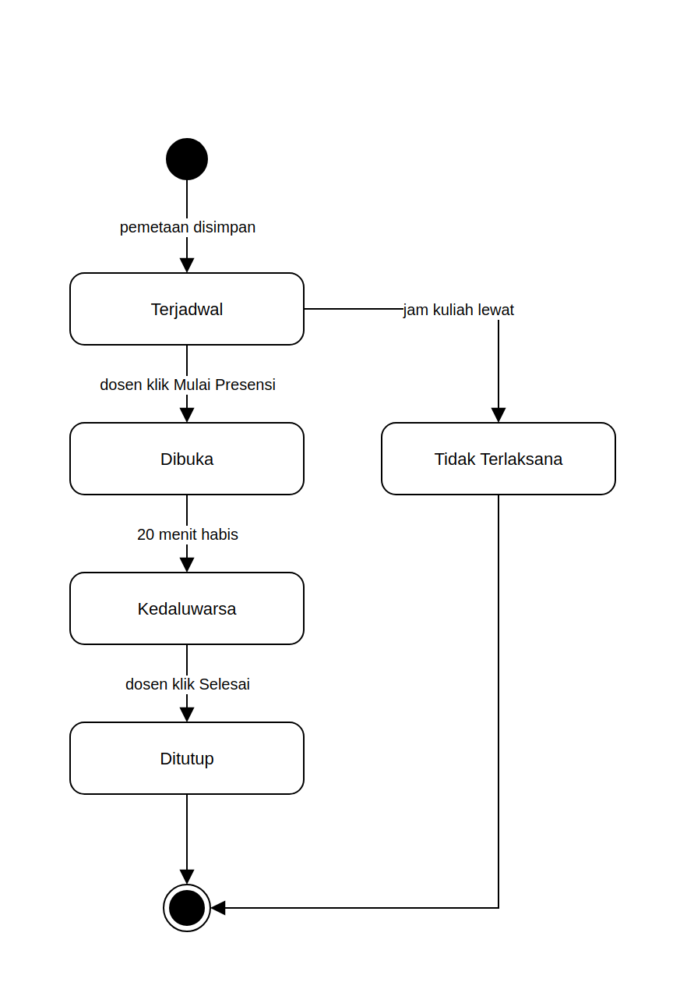 pemetaan disimpan
Terjadwal
jam kuliah lewat
dosen klik Mulai Presensi
Dibuka
Tidak Terlaksana
20 menit habis
Kedaluwarsa
dosen klik Selesai
Ditutup